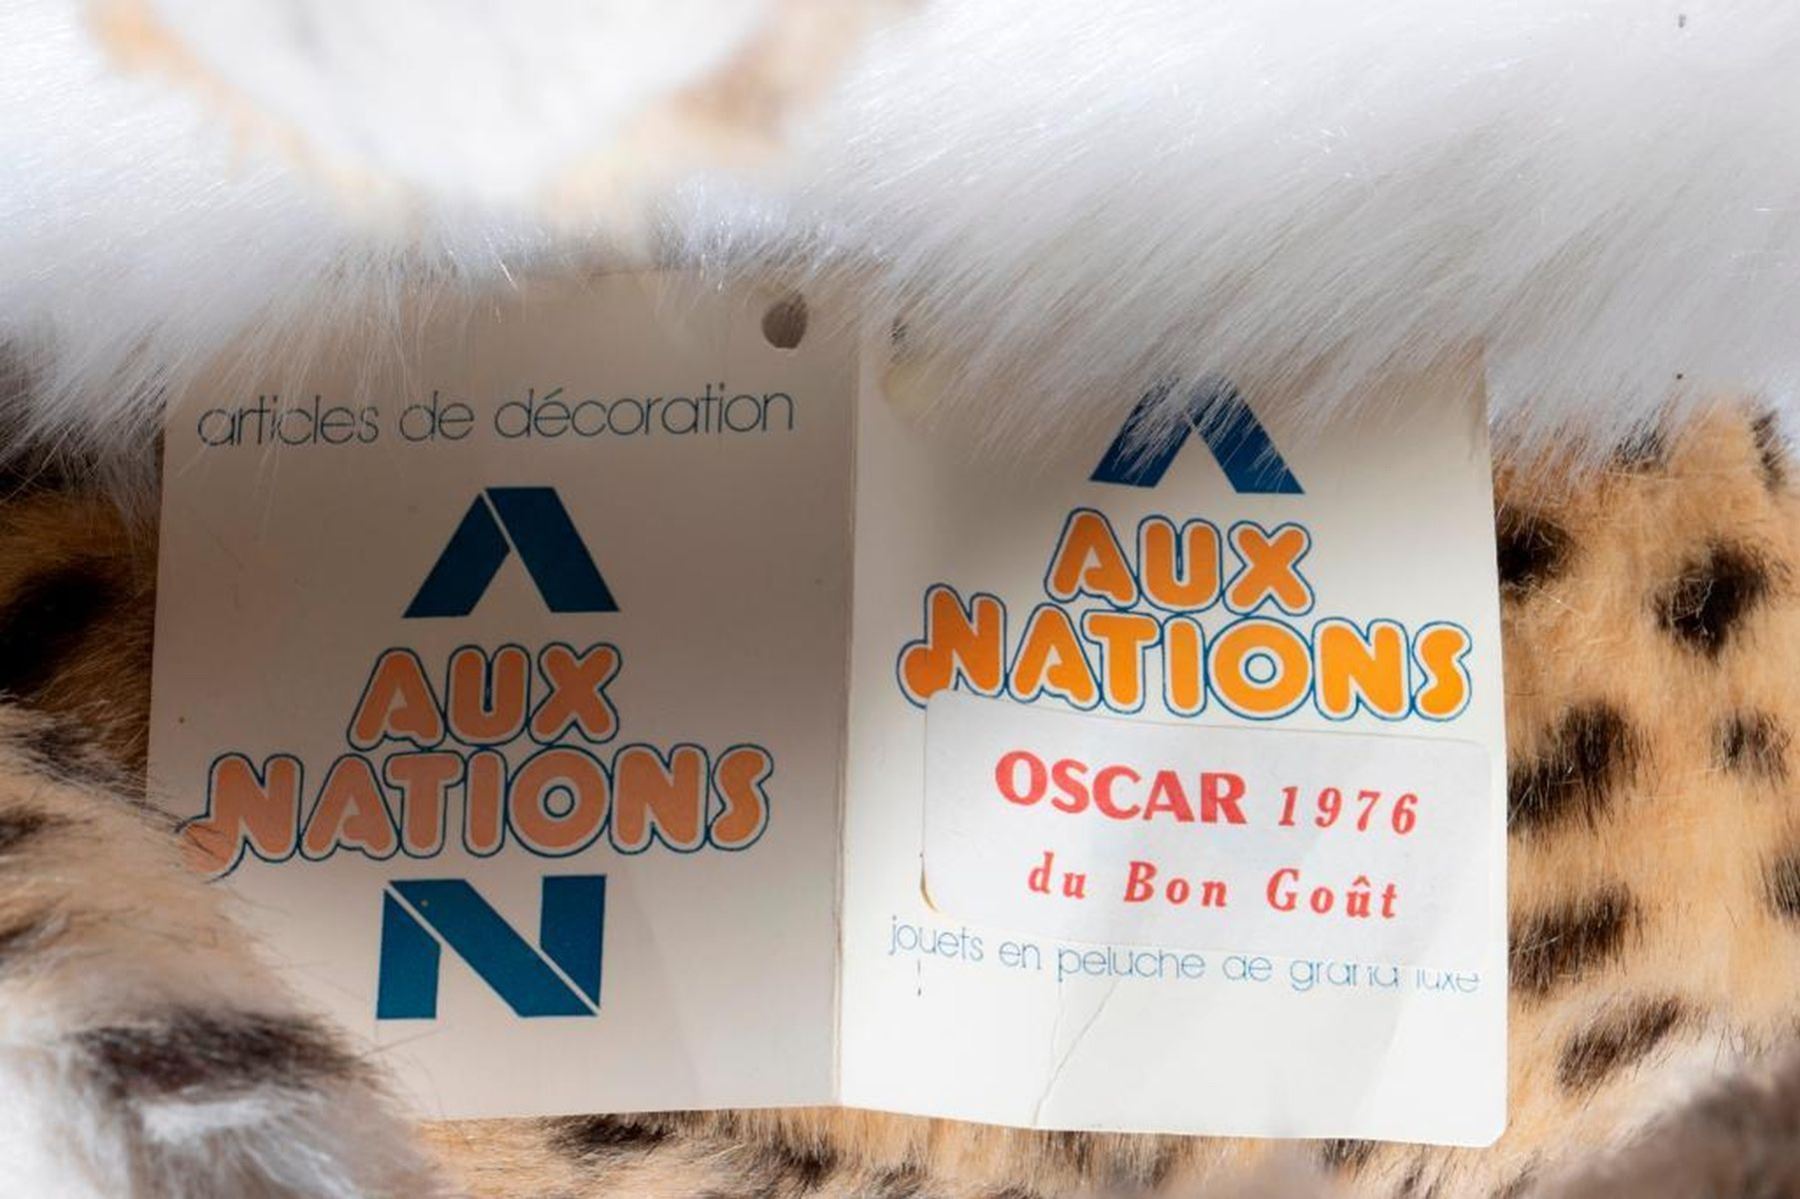 articles de décoration
A
AUX
NATIONS
N
A
AUX
NATIONS
OSCAR 1976
du Bon Goût
jouets en peluche de grand luxe